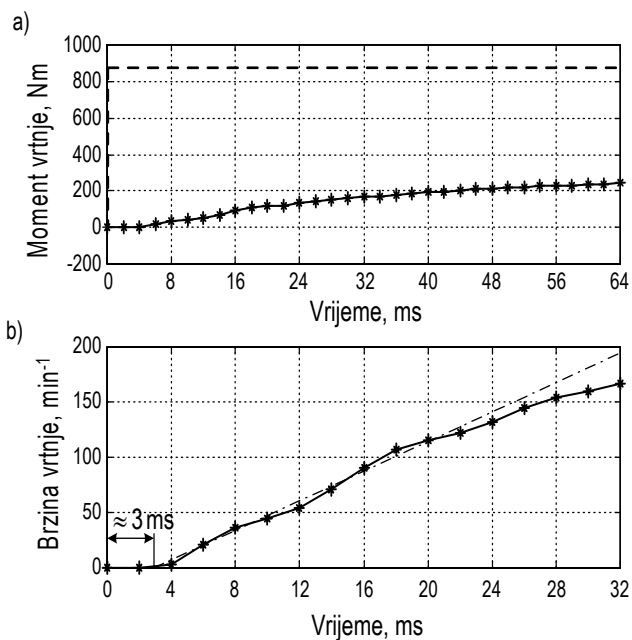 a)
Moment vrtnje, Nm
1000
800
600
400
200
0
-200
0 8 16 24 32 40 48 56 64
Vrijeme, ms
b)
Brzina vrtnje, min⁻¹
200
150
100
50
0
≈ 3 ms
0 4 8 12 16 20 24 28 32
Vrijeme, ms